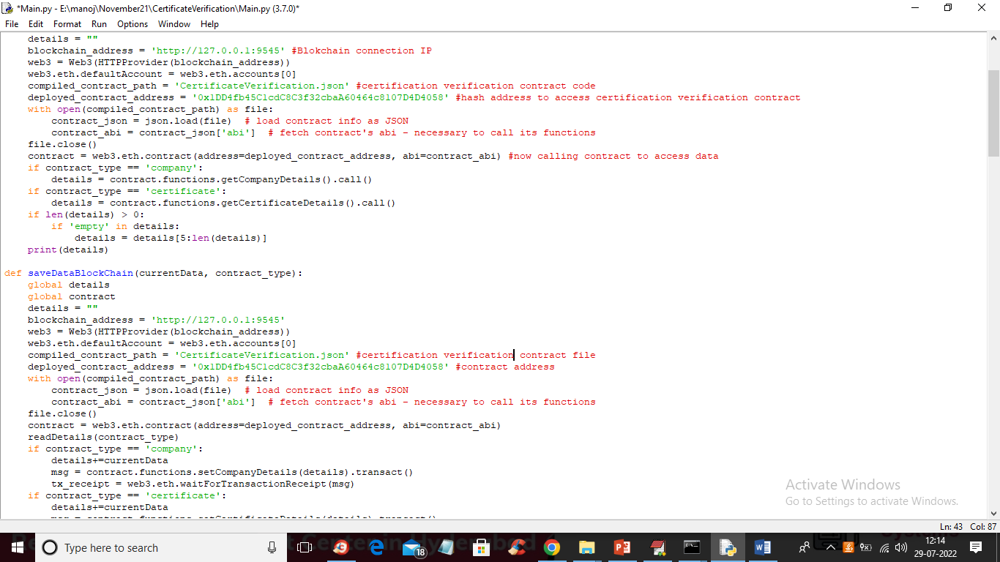 *Main.py - E:\manoj\November21\CertificateVerification\Main.py (3.7.0)*
File Edit Format Run Options Window Help
    details = ""
    blockchain_address = 'http://127.0.0.1:9545' #Blokchain connection IP
    web3 = Web3(HTTPProvider(blockchain_address))
    web3.eth.defaultAccount = web3.eth.accounts[0]
    compiled_contract_path = 'CertificateVerification.json' #certification verification contract code
    deployed_contract_address = '0x1DD4fb45C1cdC8C3f32cbaA60464c8107D4D4058' #hash address to access certification verification contract
    with open(compiled_contract_path) as file:
        contract_json = json.load(file)  # load contract info as JSON
        contract_abi = contract_json['abi']  # fetch contract's abi - necessary to call its functions
    file.close()
    contract = web3.eth.contract(address=deployed_contract_address, abi=contract_abi) #now calling contract to access data
    if contract_type == 'company':
        details = contract.functions.getCompanyDetails().call()
    if contract_type == 'certificate':
        details = contract.functions.getCertificateDetails().call()
    if len(details) > 0:
        if 'empty' in details:
            details = details[5:len(details)]
    print(details)
def saveDataBlockChain(currentData, contract_type):
    global details
    global contract
    details = ""
    blockchain_address = 'http://127.0.0.1:9545'
    web3 = Web3(HTTPProvider(blockchain_address))
    web3.eth.defaultAccount = web3.eth.accounts[0]
    compiled_contract_path = 'CertificateVerification.json' #certification verification contract file
    deployed_contract_address = '0x1DD4fb45C1cdC8C3f32cbaA60464c8107D4D4058' #contract address
    with open(compiled_contract_path) as file:
        contract_json = json.load(file)  # load contract info as JSON
        contract_abi = contract_json['abi']  # fetch contract's abi - necessary to call its functions
    file.close()
    contract = web3.eth.contract(address=deployed_contract_address, abi=contract_abi)
    readDetails(contract_type)
    if contract_type == 'company':
        details+=currentData
        msg = contract.functions.setCompanyDetails(details).transact()
        tx_receipt = web3.eth.waitForTransactionReceipt(msg)
    if contract_type == 'certificate':
        details+=currentData
        msg = contract.functions.setCertificateDetails(details).transact()
Activate Windows
Go to Settings to activate Windows.
Ln: 43 Col: 87
Type here to search
18
12:14
29-07-2022